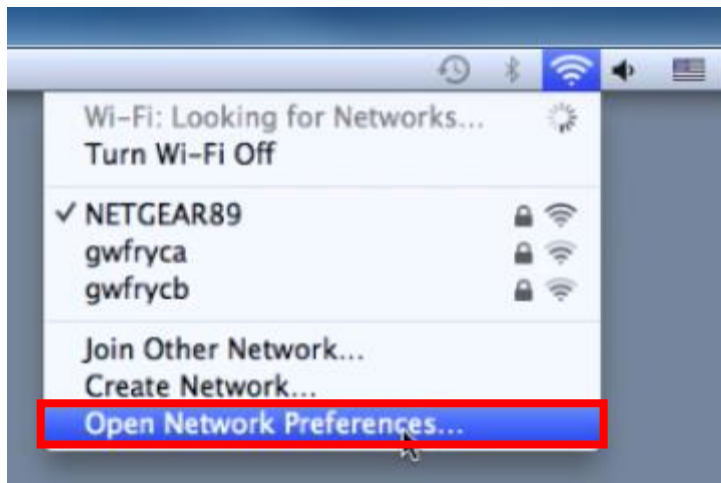 Wi-Fi: Looking for Networks...
Turn Wi-Fi Off
NETGEAR89
gwfryca
gwfrycb
Join Other Network...
Create Network...
Open Network Preferences...